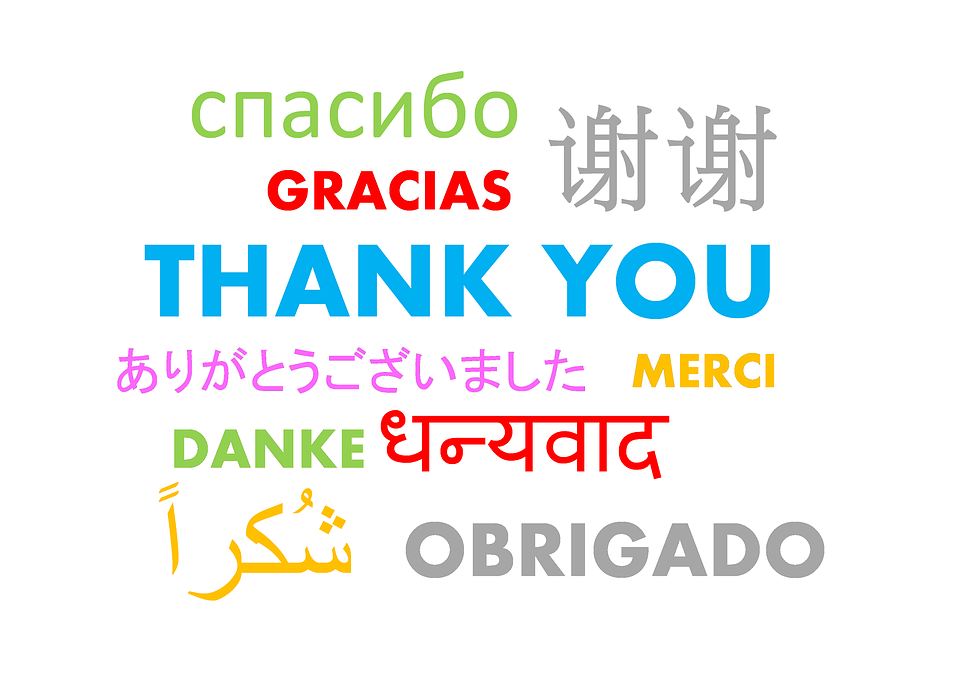 спасибо
谢谢
GRACIAS
THANK YOU
ありがとうございました
MERCI
DANKE
धन्यवाद
شُكراً
OBRIGADO